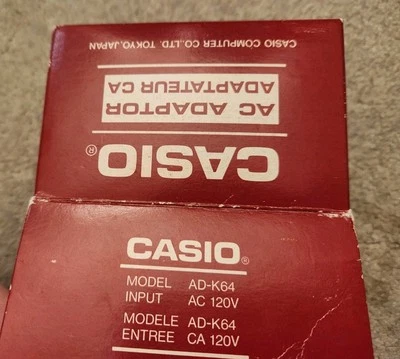 CASIO®
AC ADAPTOR
ADAPTATEUR CA
CASIO COMPUTER CO.,LTD. TOKYO,JAPAN
CASIO®
MODEL AD-K64
INPUT AC 120V
MODELE AD-K64
ENTREE CA 120V